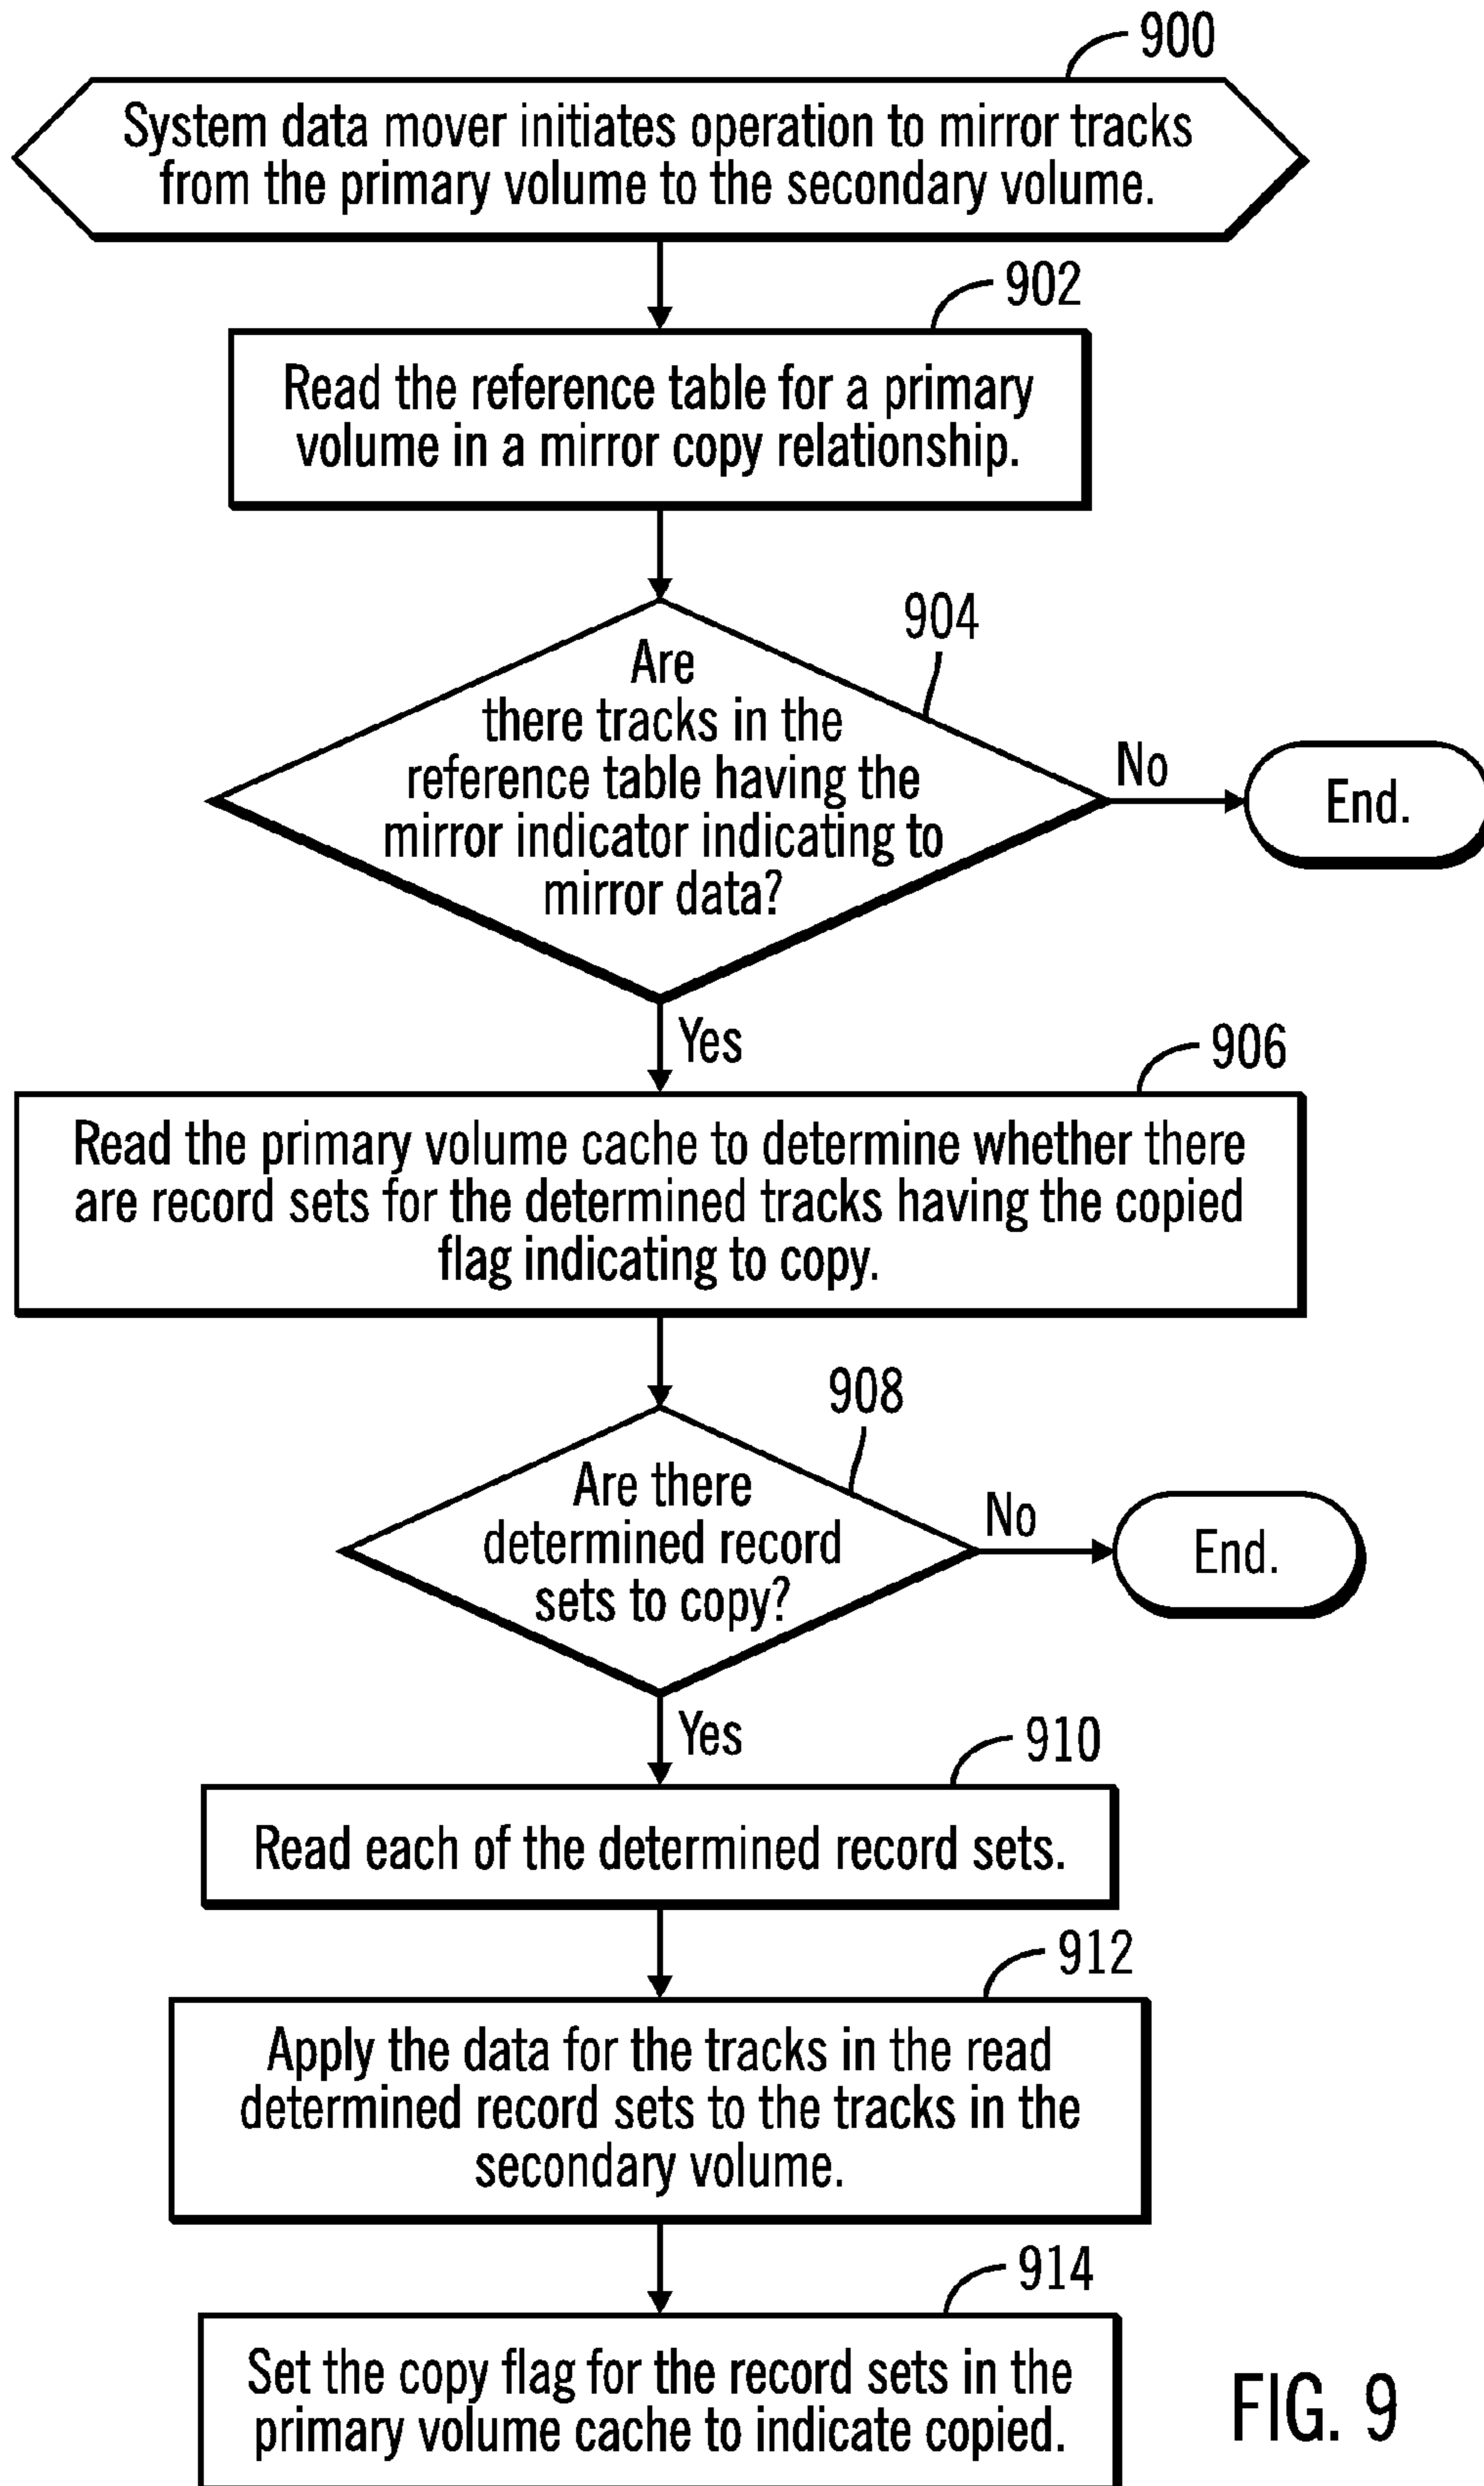 900
System data mover initiates operation to mirror tracks
from the primary volume to the secondary volume.
902
Read the reference table for a primary
volume in a mirror copy relationship.
904
Are
there tracks in the
reference table having the
mirror indicator indicating to
mirror data?
No
End.
Yes
906
Read the primary volume cache to determine whether there
are record sets for the determined tracks having the copied
flag indicating to copy.
908
Are there
determined record
sets to copy?
No
End.
Yes
910
Read each of the determined record sets.
912
Apply the data for the tracks in the read
determined record sets to the tracks in the
secondary volume.
914
Set the copy flag for the record sets in the
primary volume cache to indicate copied.
FIG. 9